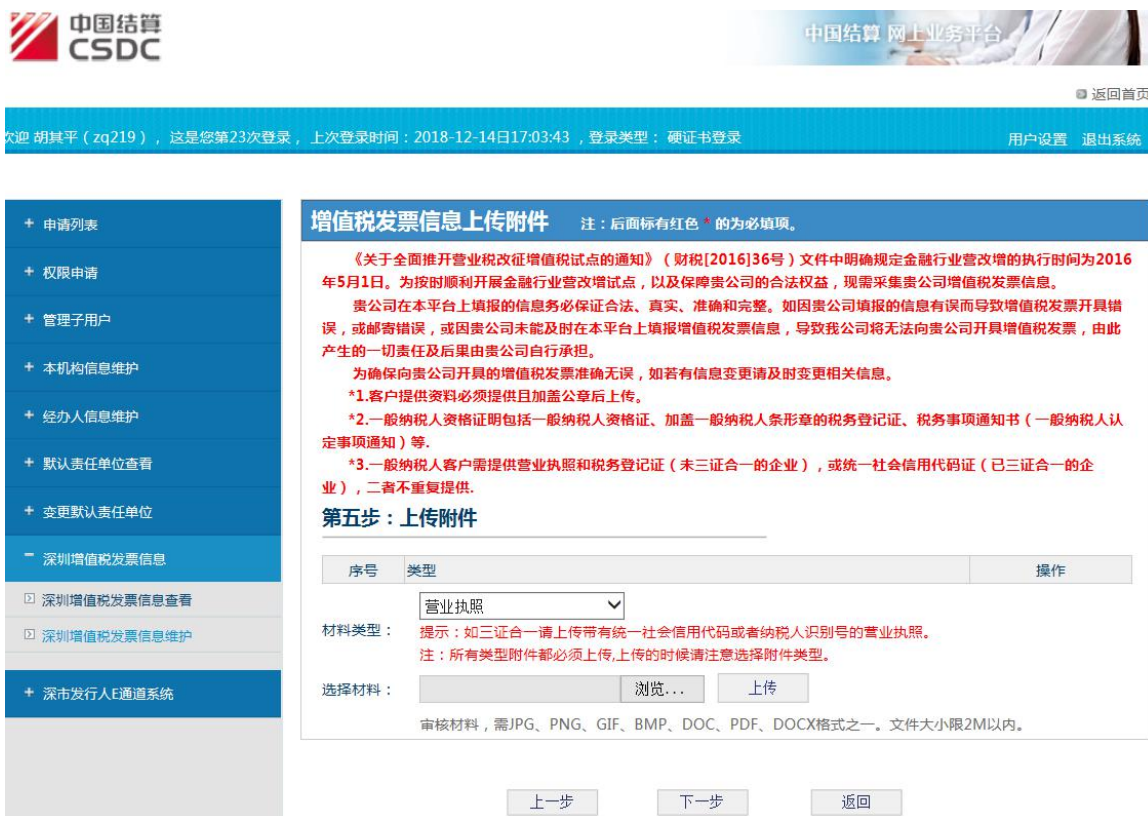 中国结算
CSDC
中国结算 网上业务平台
返回首页
欢迎 胡其平（zq219），这是您第23次登录，上次登录时间：2018-12-14日17:03:43 ，登录类型： 硬证书登录
用户设置 退出系统
+ 申请列表
+ 权限申请
+ 管理子用户
+ 本机构信息维护
+ 经办人信息维护
+ 默认责任单位查看
+ 变更默认责任单位
- 深圳增值税发票信息
深圳增值税发票信息查看
深圳增值税发票信息维护
+ 深市发行人E通道系统
增值税发票信息上传附件 注：后面标有红色 * 的为必填项。
《关于全面推开营业税改征增值税试点的通知》（财税[2016]36号）文件中明确规定金融行业营改增的执行时间为2016
年5月1日。为按时顺利开展金融行业营改增试点，以及保障贵公司的合法权益，现需采集贵公司增值税发票信息。
贵公司在本平台上填报的信息务必保证合法、真实、准确和完整。如因贵公司填报的信息有误而导致增值税发票开具错
误，或邮寄错误，或因贵公司未能及时在本平台上填报增值税发票信息，导致我公司将无法向贵公司开具增值税发票，由此
产生的一切责任及后果由贵公司自行承担。
为确保向贵公司开具的增值税发票准确无误，如若有信息变更请及时变更相关信息。
*1.客户提供资料必须提供且加盖公章后上传。
*2.一般纳税人资格证明包括一般纳税人资格证、加盖一般纳税人条形章的税务登记证、税务事项通知书（一般纳税人认
定事项通知）等.
*3.一般纳税人客户需提供营业执照和税务登记证（未三证合一的企业），或统一社会信用代码证（已三证合一的企
业），二者不重复提供.
第五步：上传附件
序号 类型 操作
营业执照
材料类型： 提示：如三证合一请上传带有统一社会信用代码或者纳税人识别号的营业执照。
注：所有类型附件都必须上传,上传的时候请注意选择附件类型。
选择材料： 浏览... 上传
审核材料，需JPG、PNG、GIF、BMP、DOC、PDF、DOCX格式之一。文件大小限2M以内。
上一步 下一步 返回